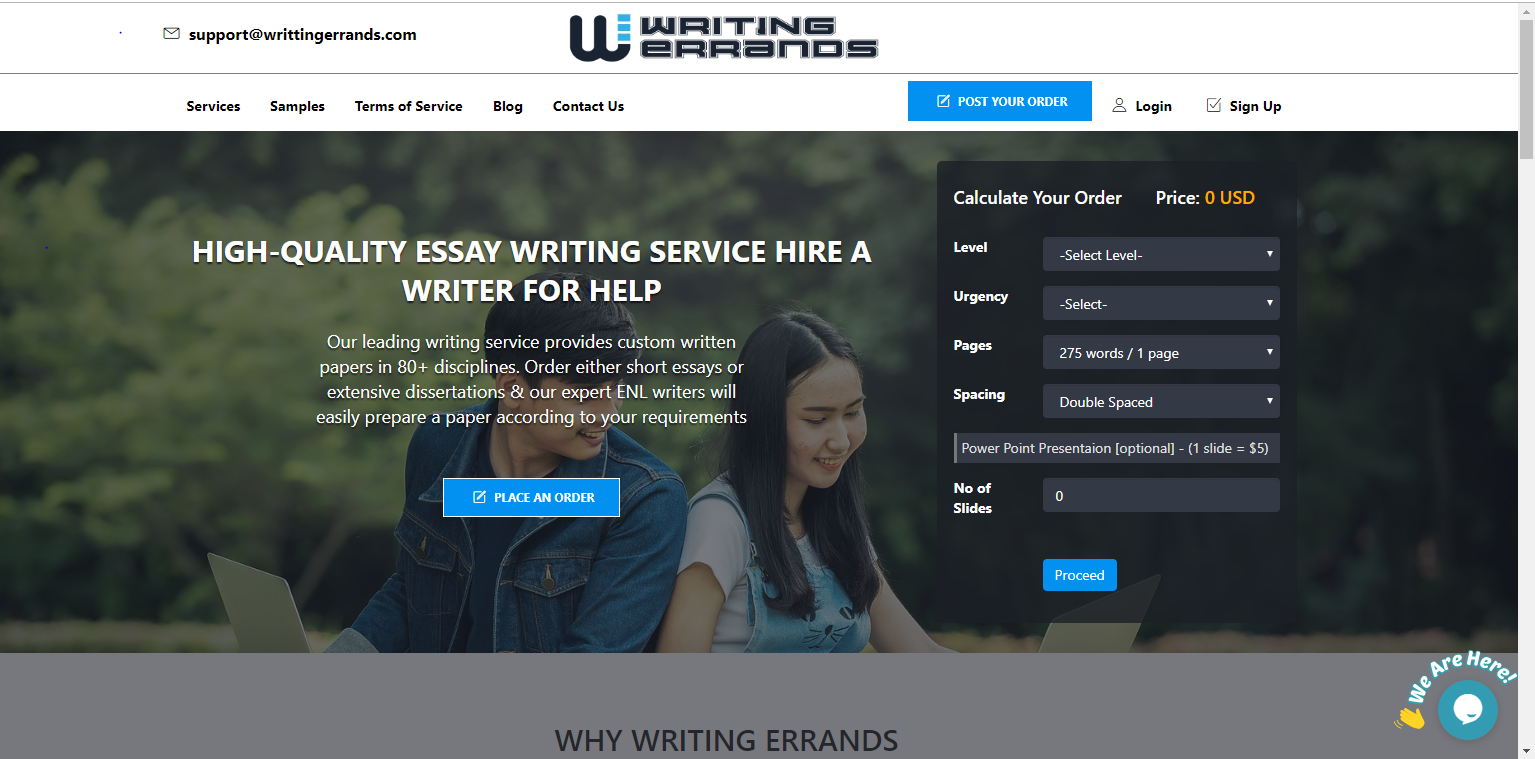 support@writtingerrands.com
WRITING
ERRANDS
Services Samples Terms of Service Blog Contact Us
POST YOUR ORDER Login Sign Up
HIGH-QUALITY ESSAY WRITING SERVICE HIRE A
WRITER FOR HELP
Our leading writing service provides custom written
papers in 80+ disciplines. Order either short essays or
extensive dissertations & our expert ENL writers will
easily prepare a paper according to your requirements
PLACE AN ORDER
Calculate Your Order Price: 0 USD
Level -Select Level-
Urgency -Select-
Pages 275 words / 1 page
Spacing Double Spaced
Power Point Presentaion [optional] - (1 slide = $5)
No of
Slides 0
Proceed
We Are Here!
WHY WRITING ERRANDS